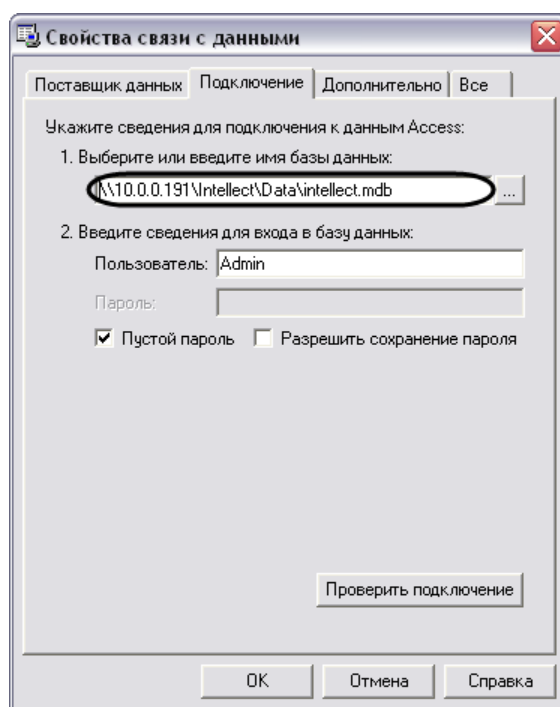 Свойства связи с данными
Поставщик данных Подключение Дополнительно Все
Укажите сведения для подключения к данным Access:
1. Выберите или введите имя базы данных:
\\10.0.0.191\Intellect\Data\intellect.mdb ...
2. Введите сведения для входа в базу данных:
Пользователь: Admin
Пароль:
Пустой пароль Разрешить сохранение пароля
Проверить подключение
OK Отмена Справка